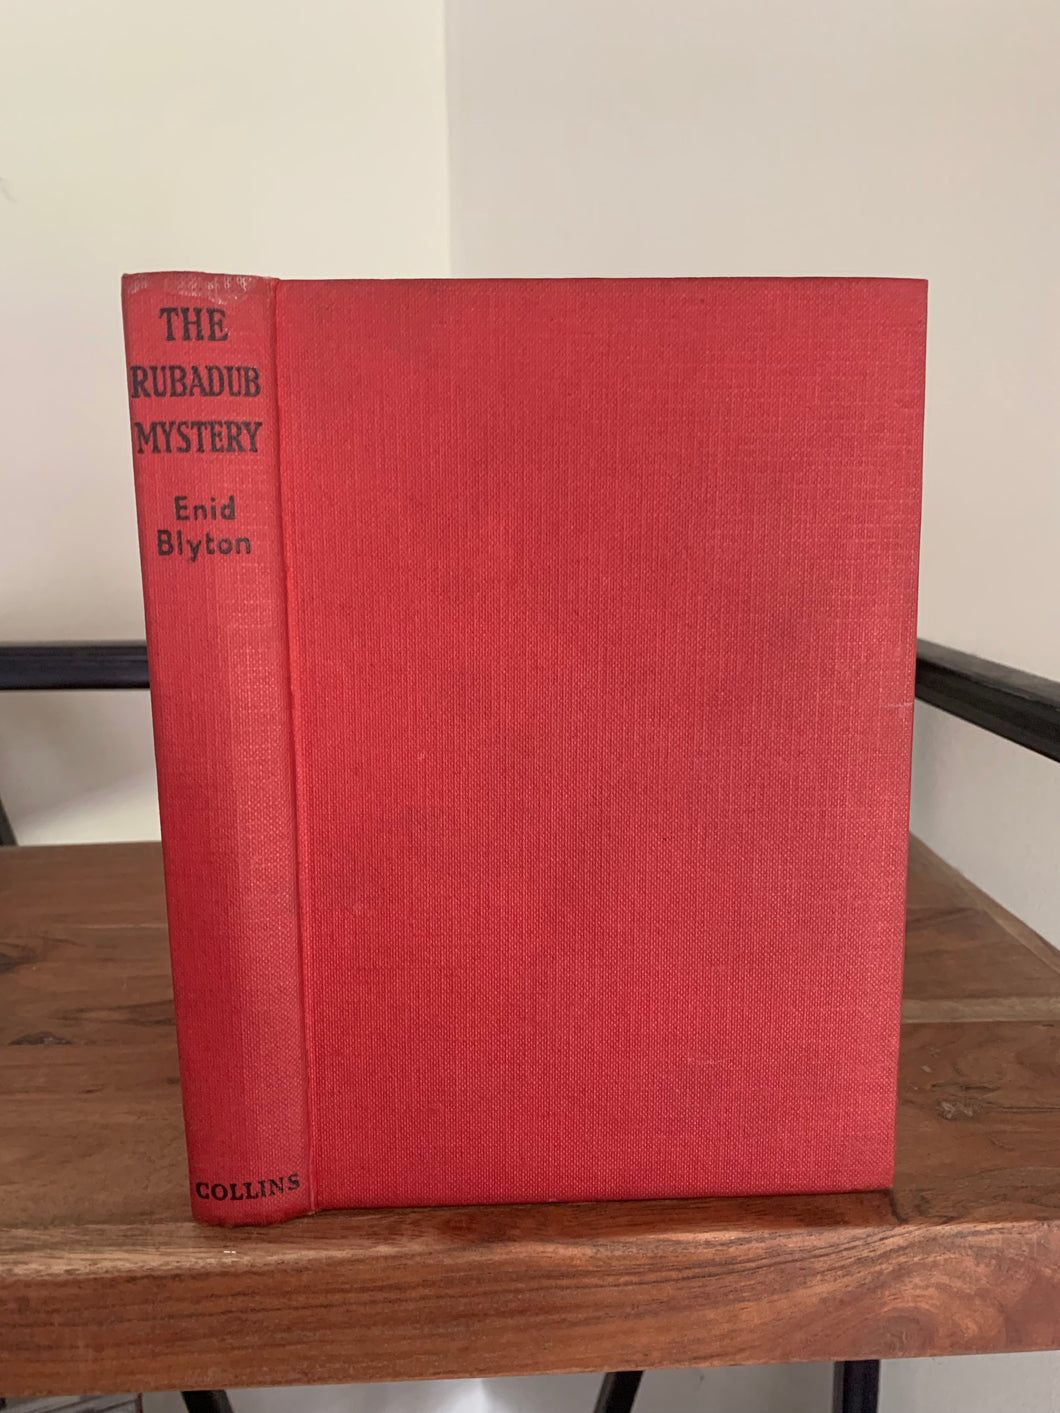 THE
RUBADUB
MYSTERY
Enid
Blyton
COLLINS